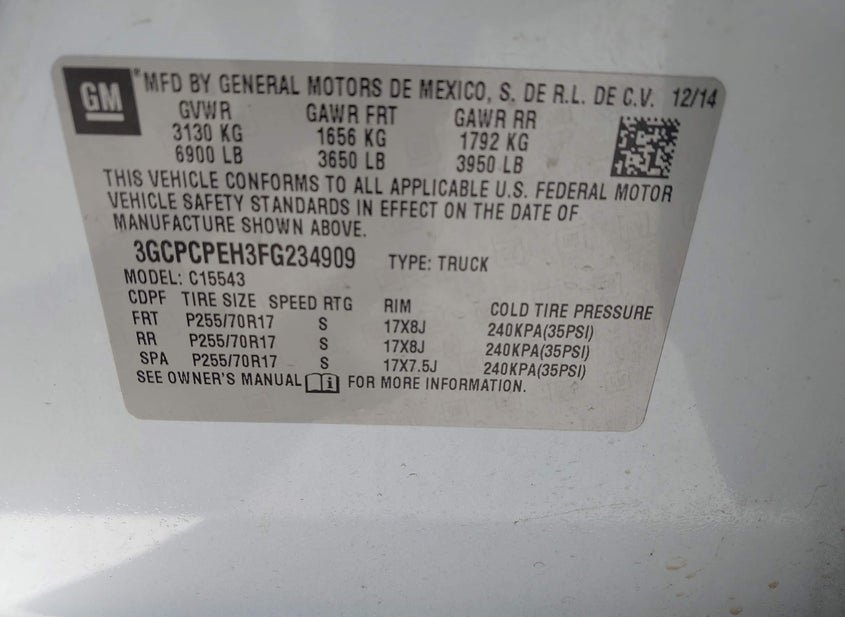 GM
*MFD BY GENERAL MOTORS DE MEXICO, S. DE R.L. DE C.V. 12/14
GVWR GAWR FRT GAWR RR
3130 KG 1656 KG 1792 KG
6900 LB 3650 LB 3950 LB
THIS VEHICLE CONFORMS TO ALL APPLICABLE U.S. FEDERAL MOTOR
VEHICLE SAFETY STANDARDS IN EFFECT ON THE DATE OF
MANUFACTURE SHOWN ABOVE.
3GCPCPEH3FG234909 TYPE: TRUCK
MODEL: C15543
CDPF TIRE SIZE SPEED RTG RIM COLD TIRE PRESSURE
FRT P255/70R17 S 17X8J 240KPA(35PSI)
RR P255/70R17 S 17X8J 240KPA(35PSI)
SPA P255/70R17 S 17X7.5J 240KPA(35PSI)
SEE OWNER'S MANUAL FOR MORE INFORMATION.